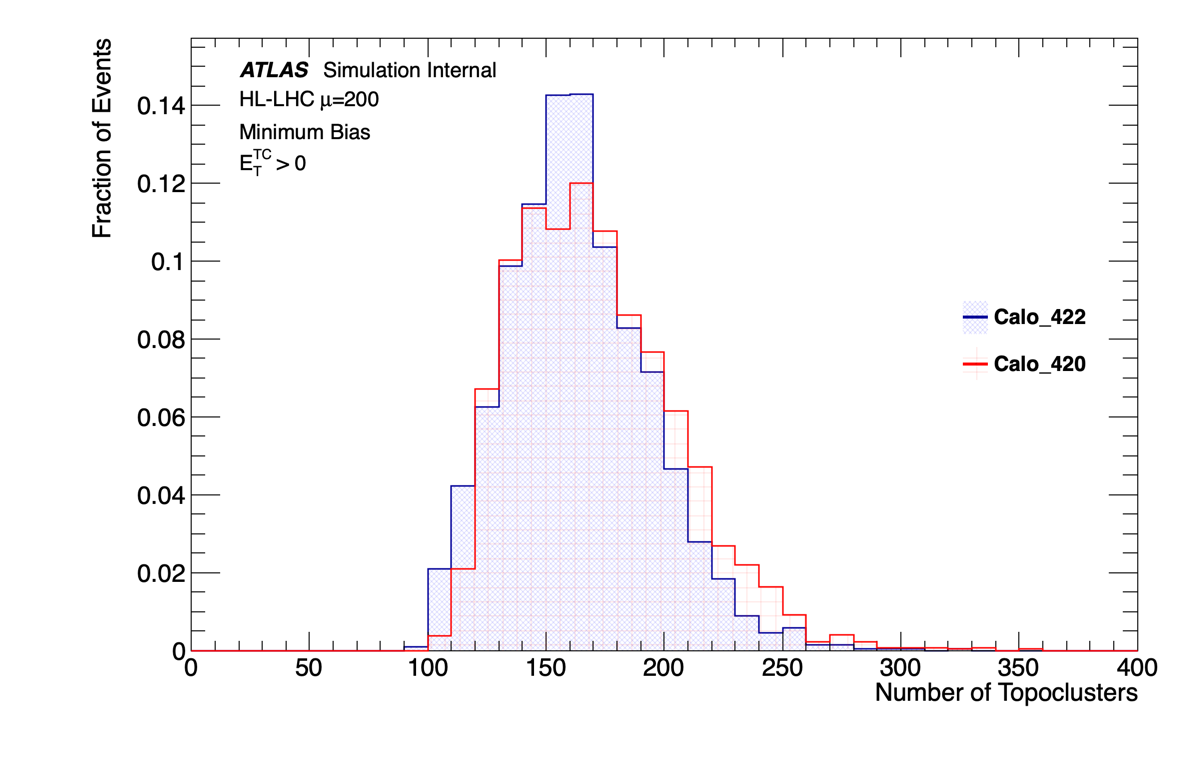 Fraction of Events
ATLAS Simulation Internal
HL-LHC μ=200
Minimum Bias
E_T^TC > 0
0.14
0.12
0.1
0.08
0.06
0.04
0.02
0
Calo_422
Calo_420
0 50 100 150 200 250 300 350 400
Number of Topoclusters